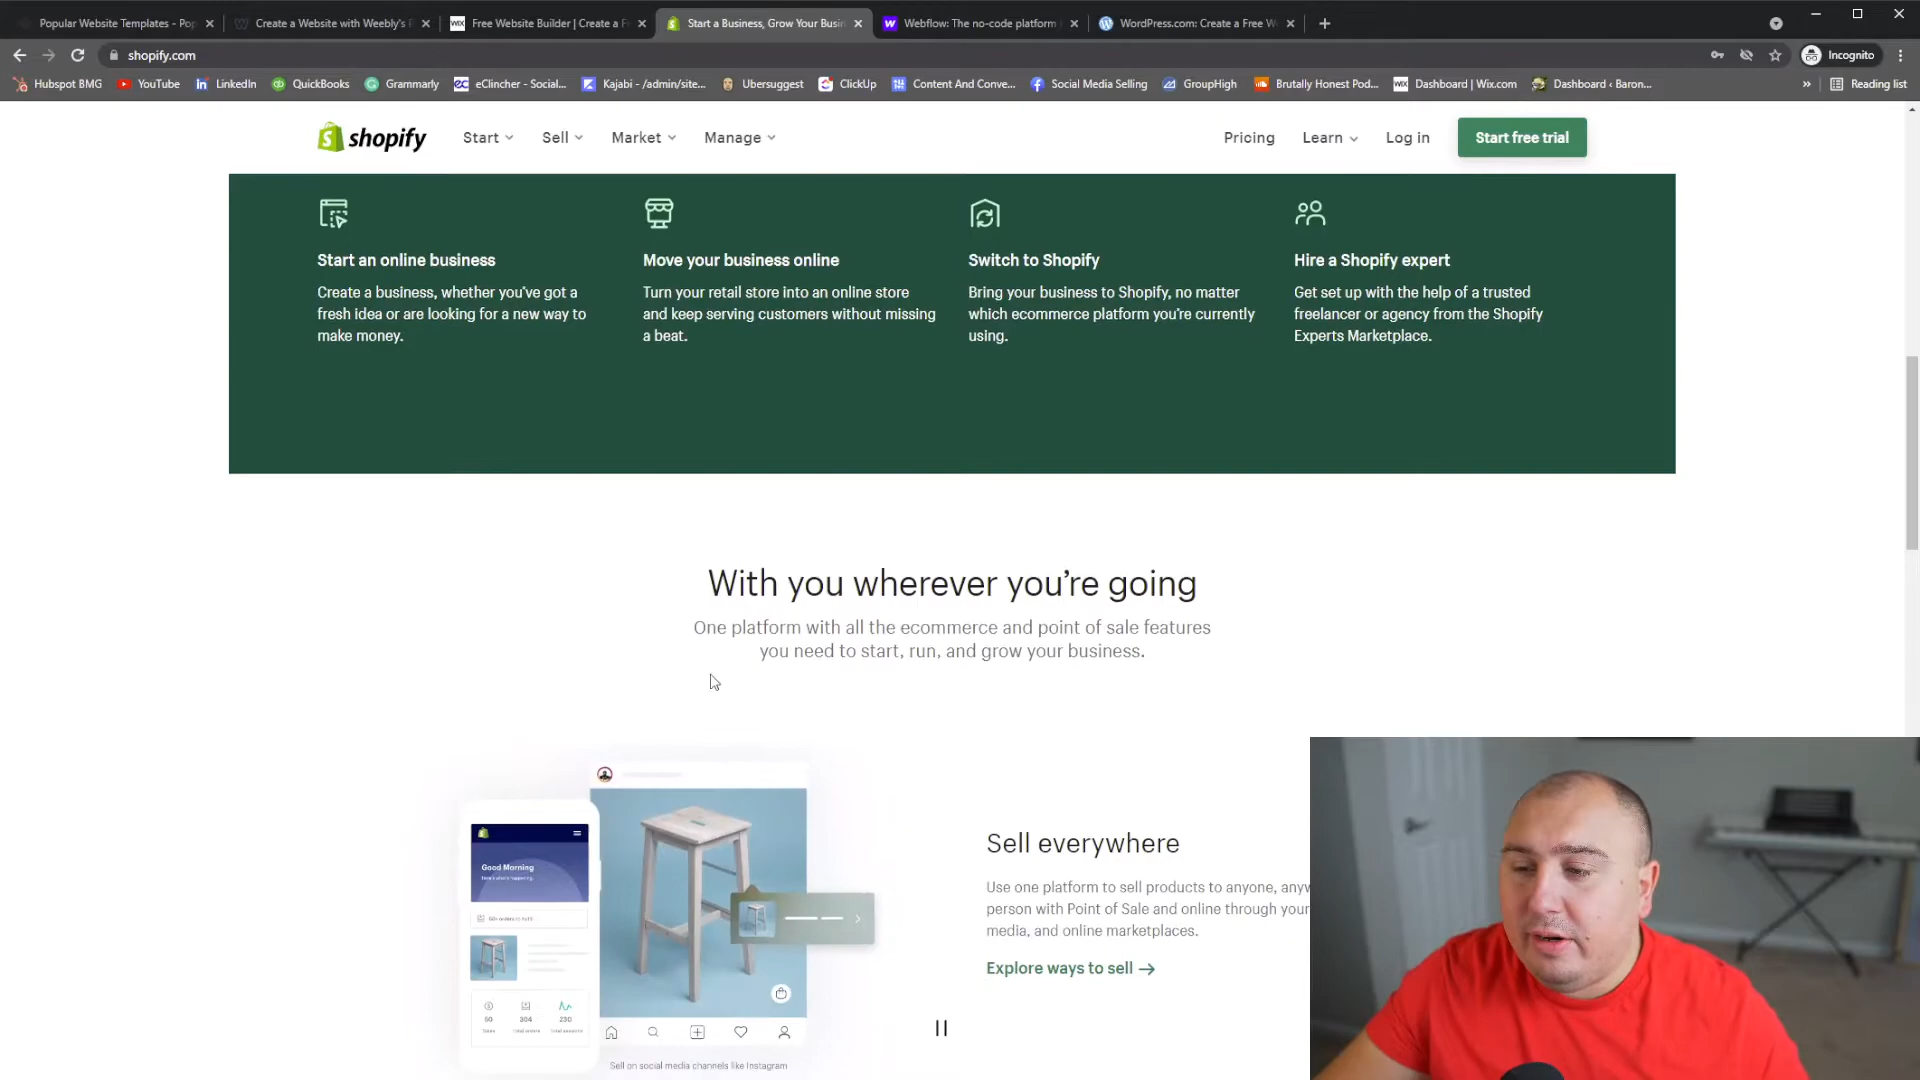 Popular Website Templates - Pop
Create a Website with Weebly's F
Free Website Builder | Create a F
Start a Business, Grow Your Busi
Webflow: The no-code platform
WordPress.com: Create a Free W
shopify.com
Incognito
Hubspot BMG
YouTube
LinkedIn
QuickBooks
Grammarly
eClincher - Social...
Kajabi - /admin/site...
Ubersuggest
ClickUp
Content And Conve...
Social Media Selling
GroupHigh
Brutally Honest Pod...
Dashboard | Wix.com
Dashboard ‹ Baron...
»
Reading list
shopify
Start
Sell
Market
Manage
Pricing
Learn
Log in
Start free trial
Start an online business
Create a business, whether you've got a
fresh idea or are looking for a new way to
make money.
Move your business online
Turn your retail store into an online store
and keep serving customers without missing
a beat.
Switch to Shopify
Bring your business to Shopify, no matter
which ecommerce platform you're currently
using.
Hire a Shopify expert
Get set up with the help of a trusted
freelancer or agency from the Shopify
Experts Marketplace.
With you wherever you’re going
One platform with all the ecommerce and point of sale features
you need to start, run, and grow your business.
Good Morning
Here's what's happening.
60
304
230
Sell on social media channels like Instagram
Sell everywhere
Use one platform to sell products to anyone, anyw
person with Point of Sale and online through your
media, and online marketplaces.
Explore ways to sell →